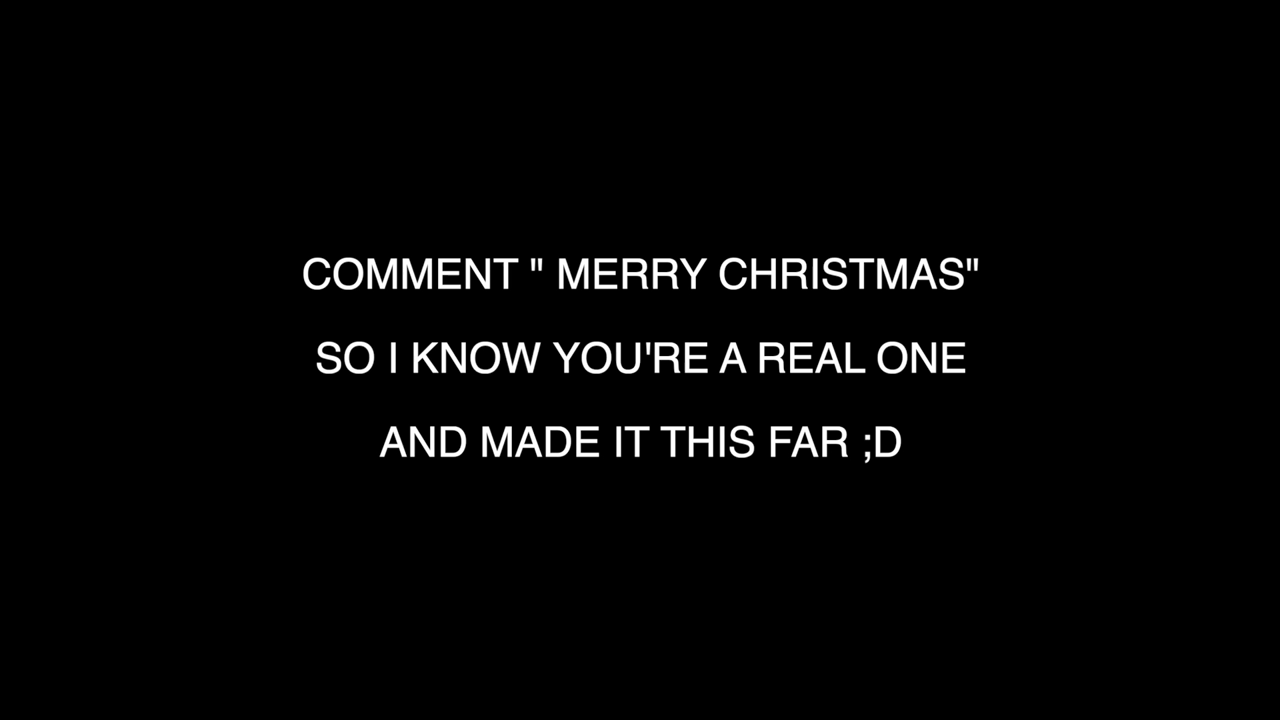 COMMENT " MERRY CHRISTMAS"
SO I KNOW YOU'RE A REAL ONE
AND MADE IT THIS FAR ;D